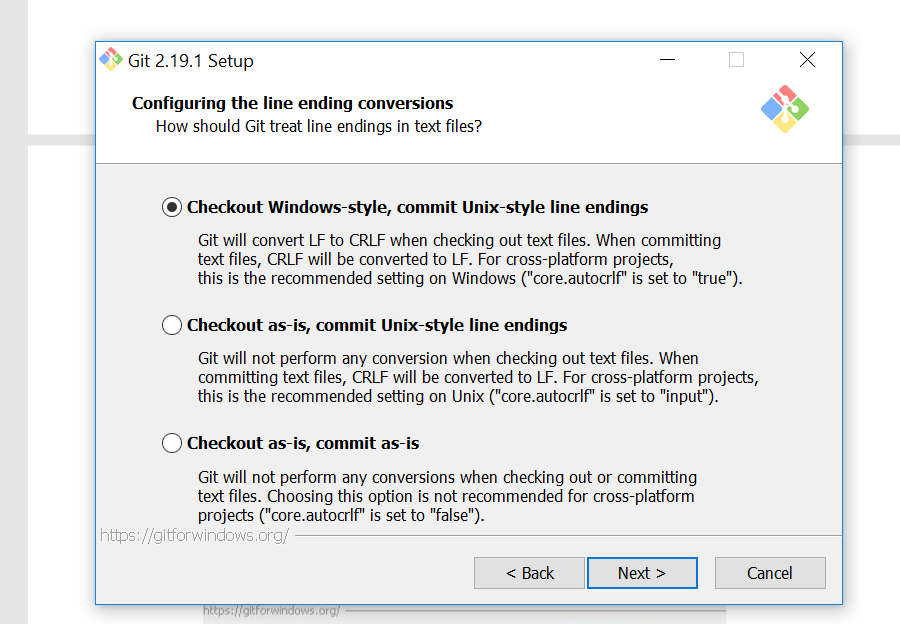 Git 2.19.1 Setup
Configuring the line ending conversions
How should Git treat line endings in text files?
Checkout Windows-style, commit Unix-style line endings
Git will convert LF to CRLF when checking out text files. When committing
text files, CRLF will be converted to LF. For cross-platform projects,
this is the recommended setting on Windows ("core.autocrlf" is set to "true").
Checkout as-is, commit Unix-style line endings
Git will not perform any conversion when checking out text files. When
committing text files, CRLF will be converted to LF. For cross-platform projects,
this is the recommended setting on Unix ("core.autocrlf" is set to "input").
Checkout as-is, commit as-is
Git will not perform any conversions when checking out or committing
text files. Choosing this option is not recommended for cross-platform
projects ("core.autocrlf" is set to "false").
https://gitforwindows.org/
< Back Next > Cancel
https://gitforwindows.org/